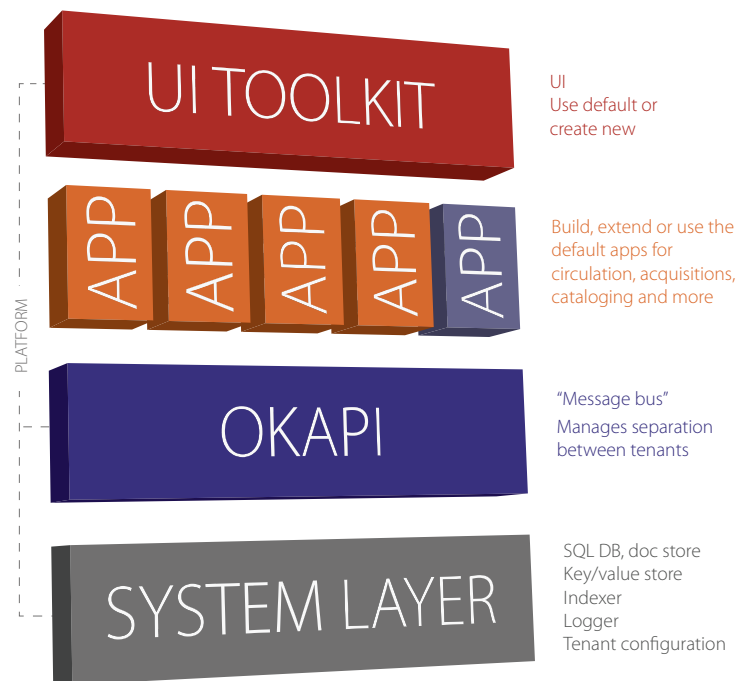 UI TOOLKIT
UI
Use default or
create new
APP
APP
APP
APP
APP
Build, extend or use the
default apps for
circulation, acquisitions,
cataloging and more
PLATFORM
OKAPI
“Message bus”
Manages separation
between tenants
SYSTEM LAYER
SQL DB, doc store
Key/value store
Indexer
Logger
Tenant configuration